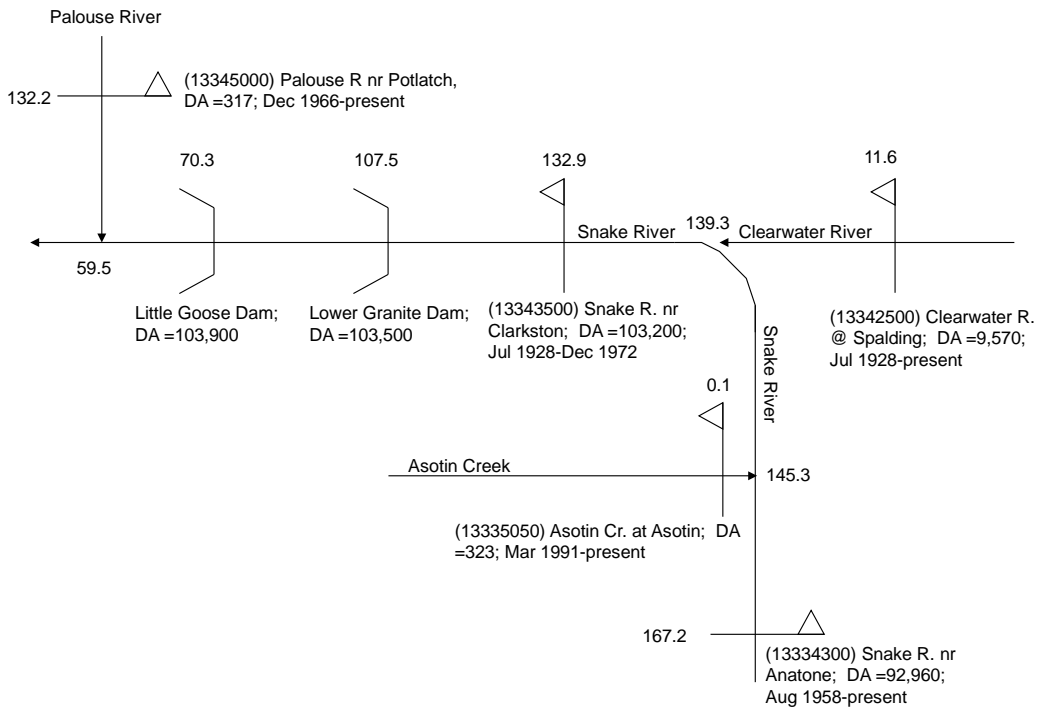 Palouse River
(13345000) Palouse R nr Potlatch,
DA =317; Dec 1966-present
132.2
70.3
107.5
132.9
11.6
139.3
Snake River
Clearwater River
59.5
Little Goose Dam;
DA =103,900
Lower Granite Dam;
DA =103,500
(13343500) Snake R. nr
Clarkston; DA =103,200;
Jul 1928-Dec 1972
(13342500) Clearwater R.
@ Spalding; DA =9,570;
Jul 1928-present
Snake River
0.1
Asotin Creek
145.3
(13335050) Asotin Cr. at Asotin; DA
=323; Mar 1991-present
167.2
(13334300) Snake R. nr
Anatone; DA =92,960;
Aug 1958-present